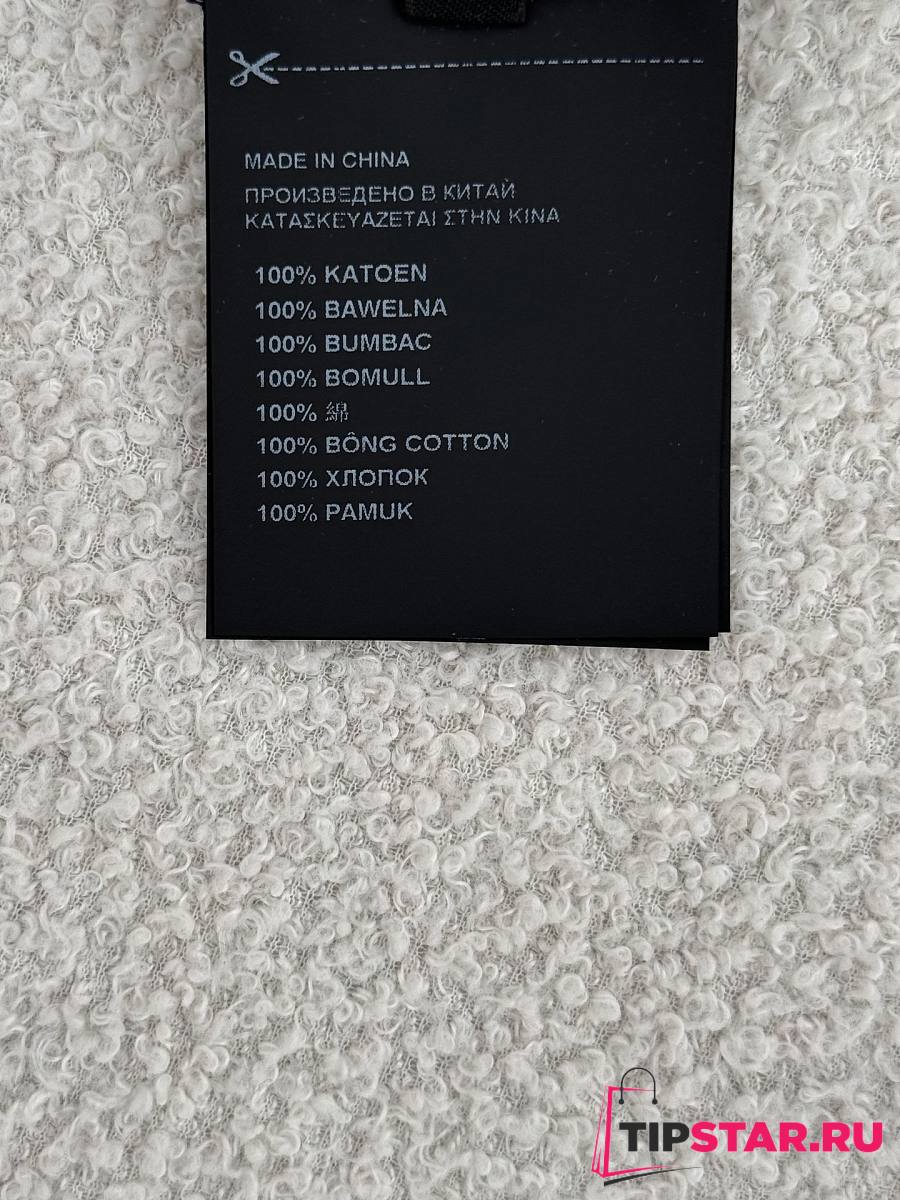 MADE IN CHINA
ПРОИЗВЕДЕНО В КИТАЙ
ΚΑΤΑΣΚΕΥΑΖΕΤΑΙ ΣΤΗΝ ΚΙΝΑ
100% KATOEN
100% BAWELNA
100% BUMBAC
100% BOMULL
100% 綿
100% BÔNG COTTON
100% ХЛОПОК
100% PAMUK
TIPSTAR.RU